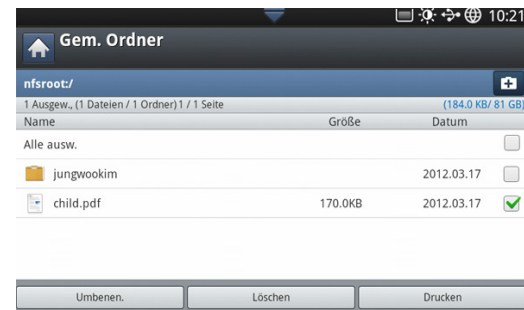 10:21
Gem. Ordner
nfsroot:/
1 Ausgew., (1 Dateien / 1 Ordner)1 / 1 Seite (184.0 KB/ 81 GB)
Name Größe Datum
Alle ausw.
jungwookim 2012.03.17
child.pdf 170.0KB 2012.03.17
Umbenen. Löschen Drucken